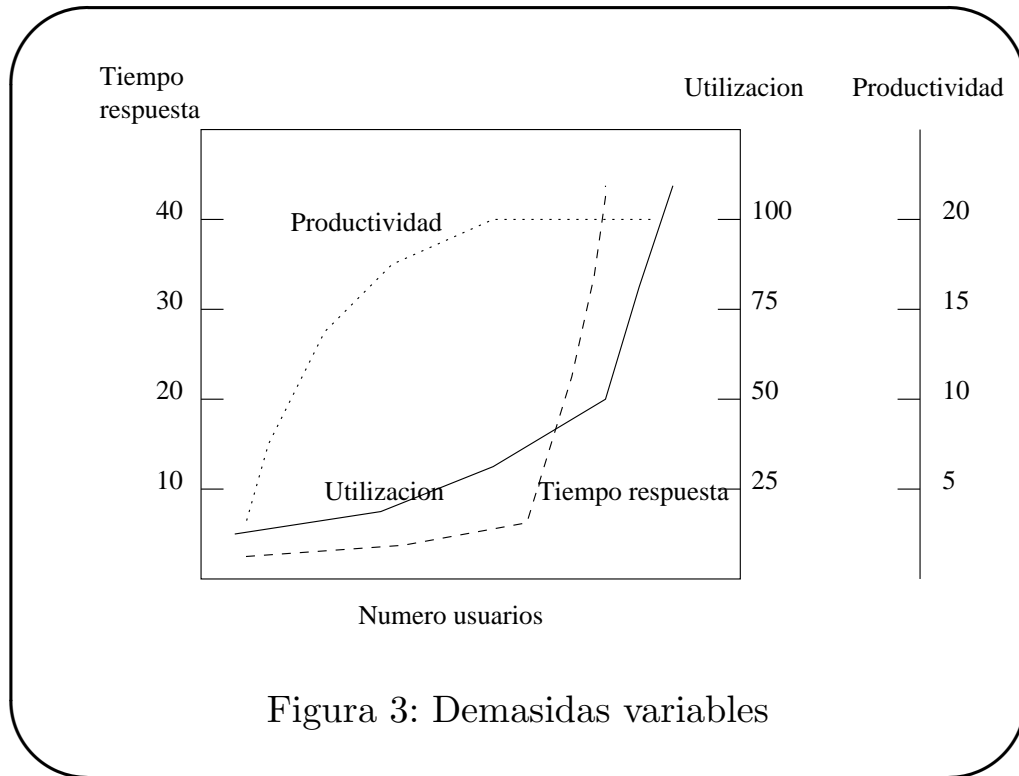 Tiempo
respuesta
Utilizacion
Productividad
40
Productividad
100
20
30
75
15
20
50
10
10
Utilizacion
Tiempo respuesta
25
5
Numero usuarios
Figura 3: Demasidas variables